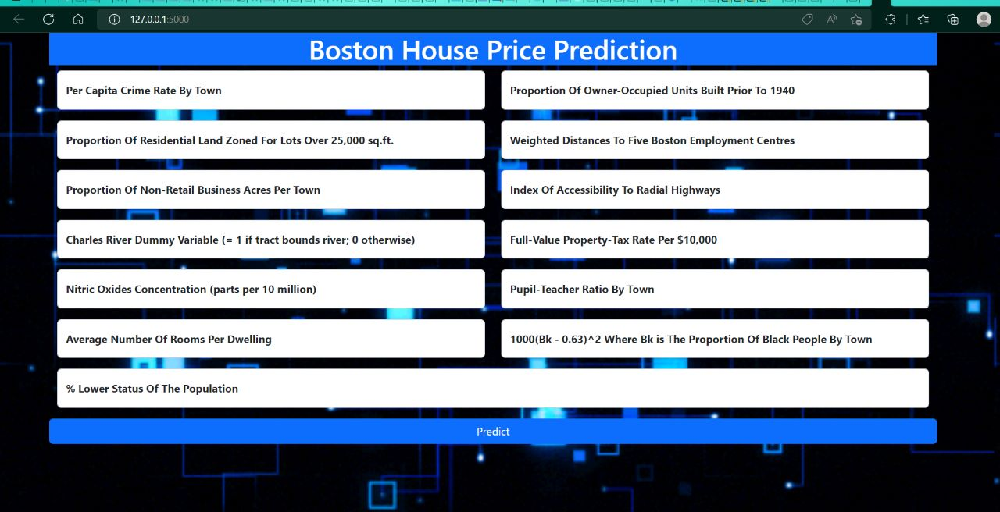 127.0.0.1:5000
Boston House Price Prediction
Per Capita Crime Rate By Town
Proportion Of Owner-Occupied Units Built Prior To 1940
Proportion Of Residential Land Zoned For Lots Over 25,000 sq.ft.
Weighted Distances To Five Boston Employment Centres
Proportion Of Non-Retail Business Acres Per Town
Index Of Accessibility To Radial Highways
Charles River Dummy Variable (= 1 if tract bounds river; 0 otherwise)
Full-Value Property-Tax Rate Per $10,000
Nitric Oxides Concentration (parts per 10 million)
Pupil-Teacher Ratio By Town
Average Number Of Rooms Per Dwelling
1000(Bk - 0.63)^2 Where Bk is The Proportion Of Black People By Town
% Lower Status Of The Population
Predict